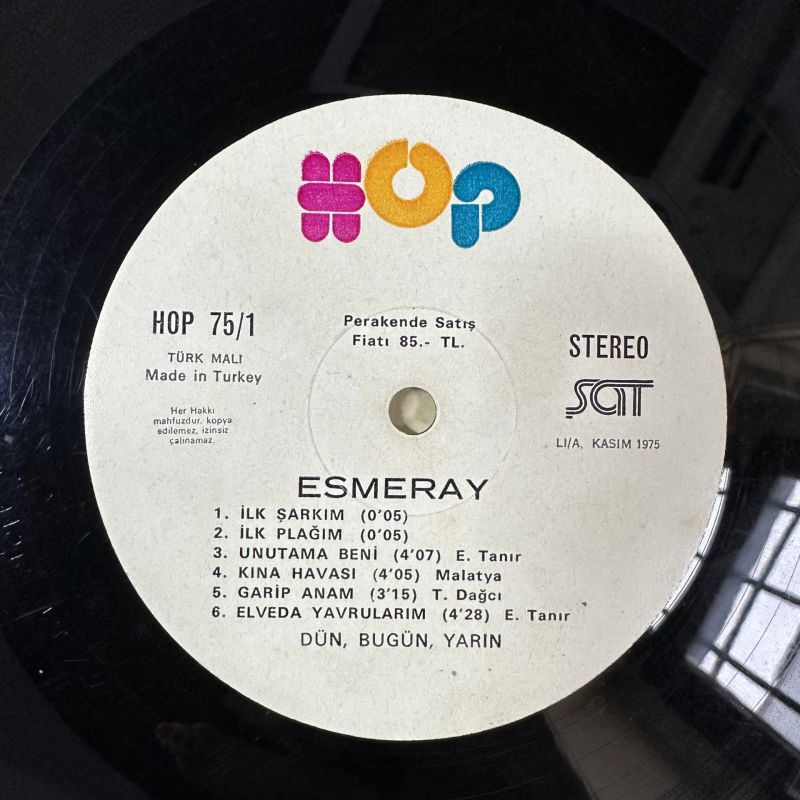 HOP
HOP 75/1
TÜRK MALI
Made in Turkey
Her Hakkı
mahfuzdur, kopya
edilemez, izinsiz
çalınamaz.
Perakende Satış
Fiatı 85.- TL.
STEREO
SAT
LI/A, KASIM 1975
ESMERAY
1. İLK ŞARKIM (0'05)
2. İLK PLAĞIM (0'05)
3. UNUTAMA BENİ (4'07) E. Tanır
4. KINA HAVASI (4'05) Malatya
5. GARİP ANAM (3'15) T. Dağcı
6. ELVEDA YAVRULARIM (4'28) E. Tanır
DÜN, BUGÜN, YARIN